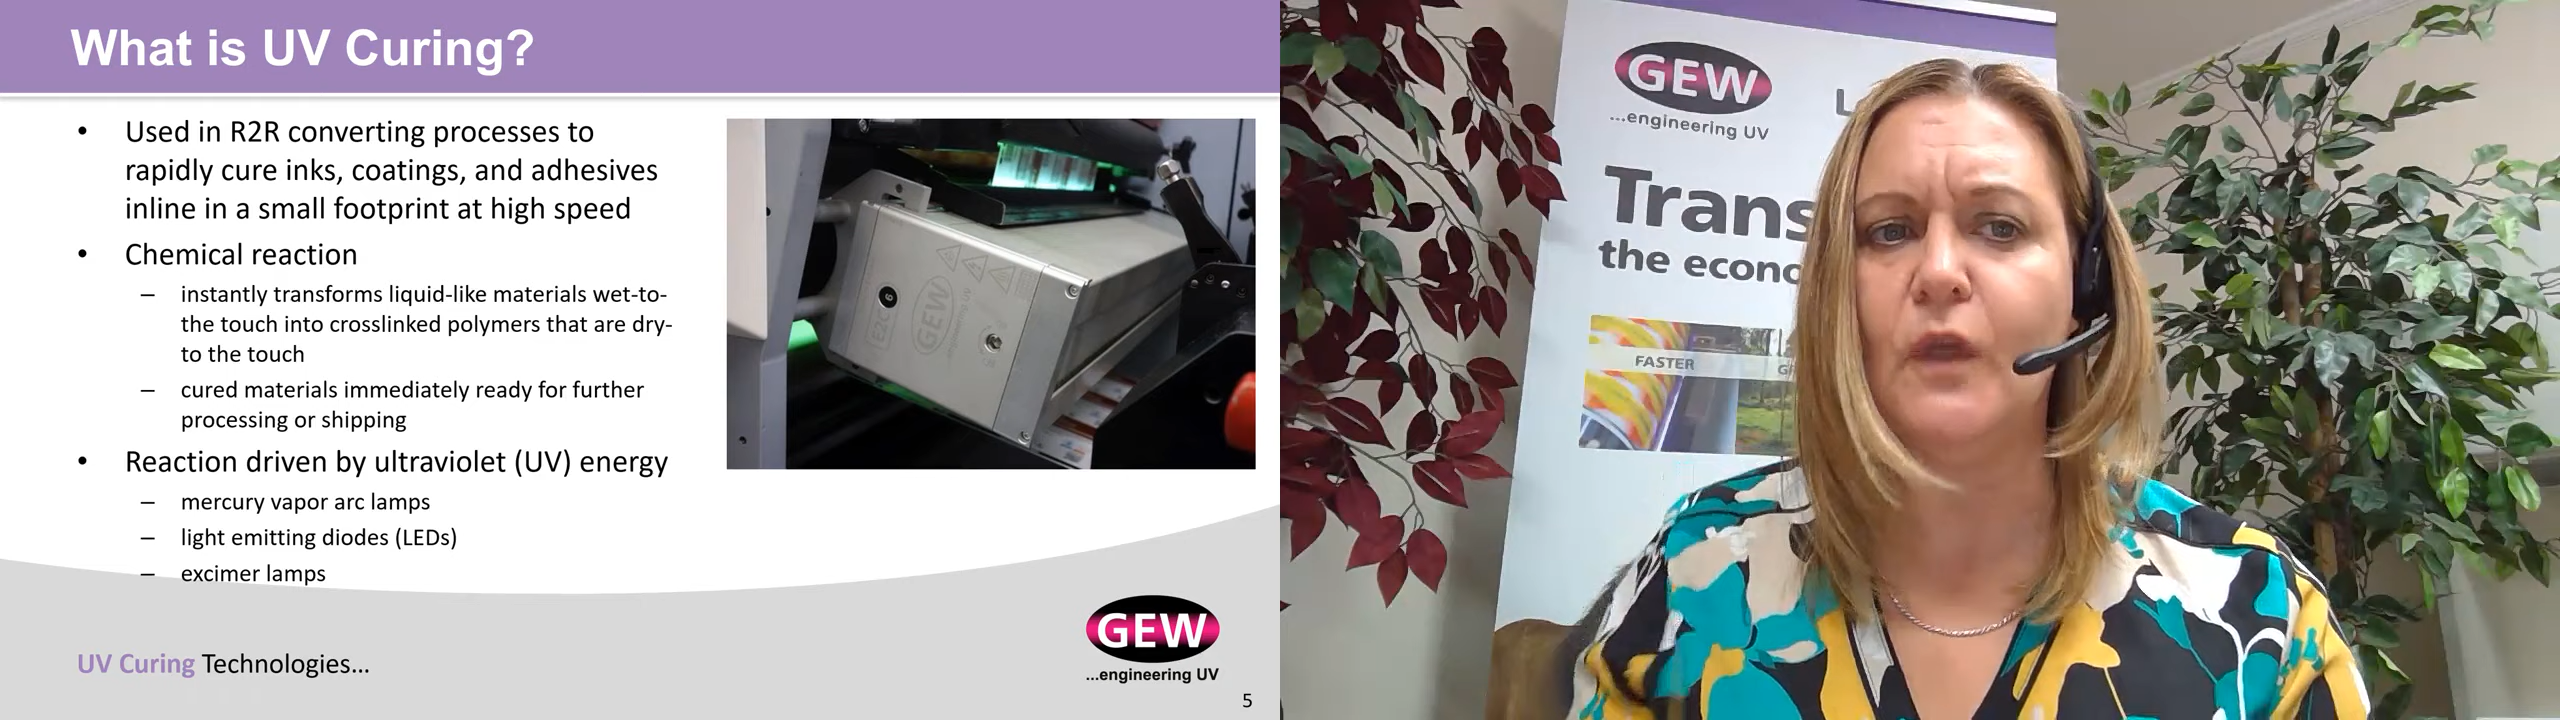 What is UV Curing?
• Used in R2R converting processes to
rapidly cure inks, coatings, and adhesives
inline in a small footprint at high speed
• Chemical reaction
– instantly transforms liquid-like materials wet-to-
the touch into crosslinked polymers that are dry-
to the touch
– cured materials immediately ready for further
processing or shipping
• Reaction driven by ultraviolet (UV) energy
– mercury vapor arc lamps
– light emitting diodes (LEDs)
– excimer lamps
UV Curing Technologies...
GEW
...engineering UV
5
GEW
engineering UV
GEW
...engineering UV
Trans
the econo
FASTER